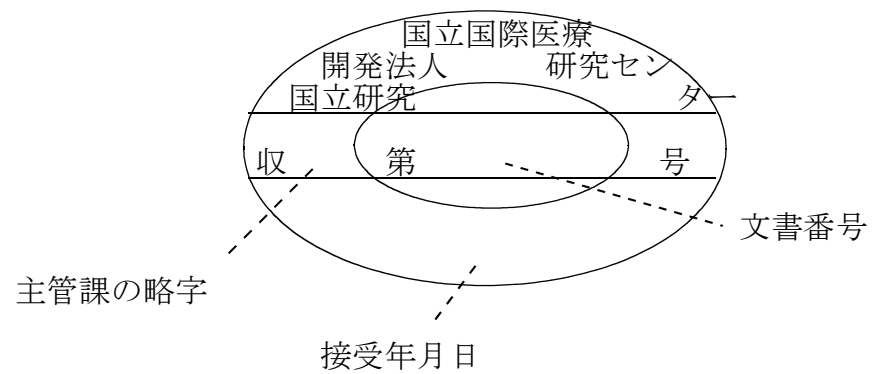 国立国際医療
開発法人 研究セン
国立研究 ター
収 第 号
文書番号
主管課の略字
接受年月日